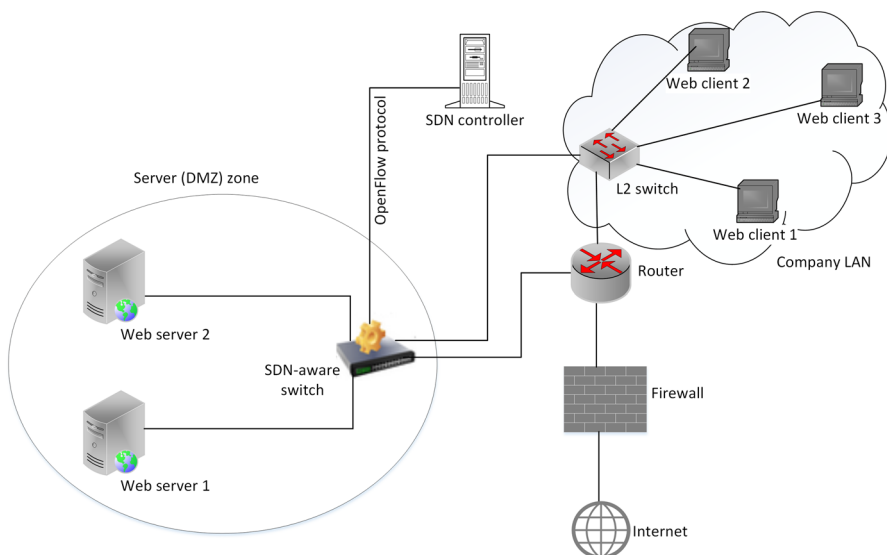 Web client 2
Web client 3
SDN controller
OpenFlow protocol
L2 switch
Server (DMZ) zone
Web client 1
Company LAN
Router
Web server 2
SDN-aware
switch
Firewall
Web server 1
Internet